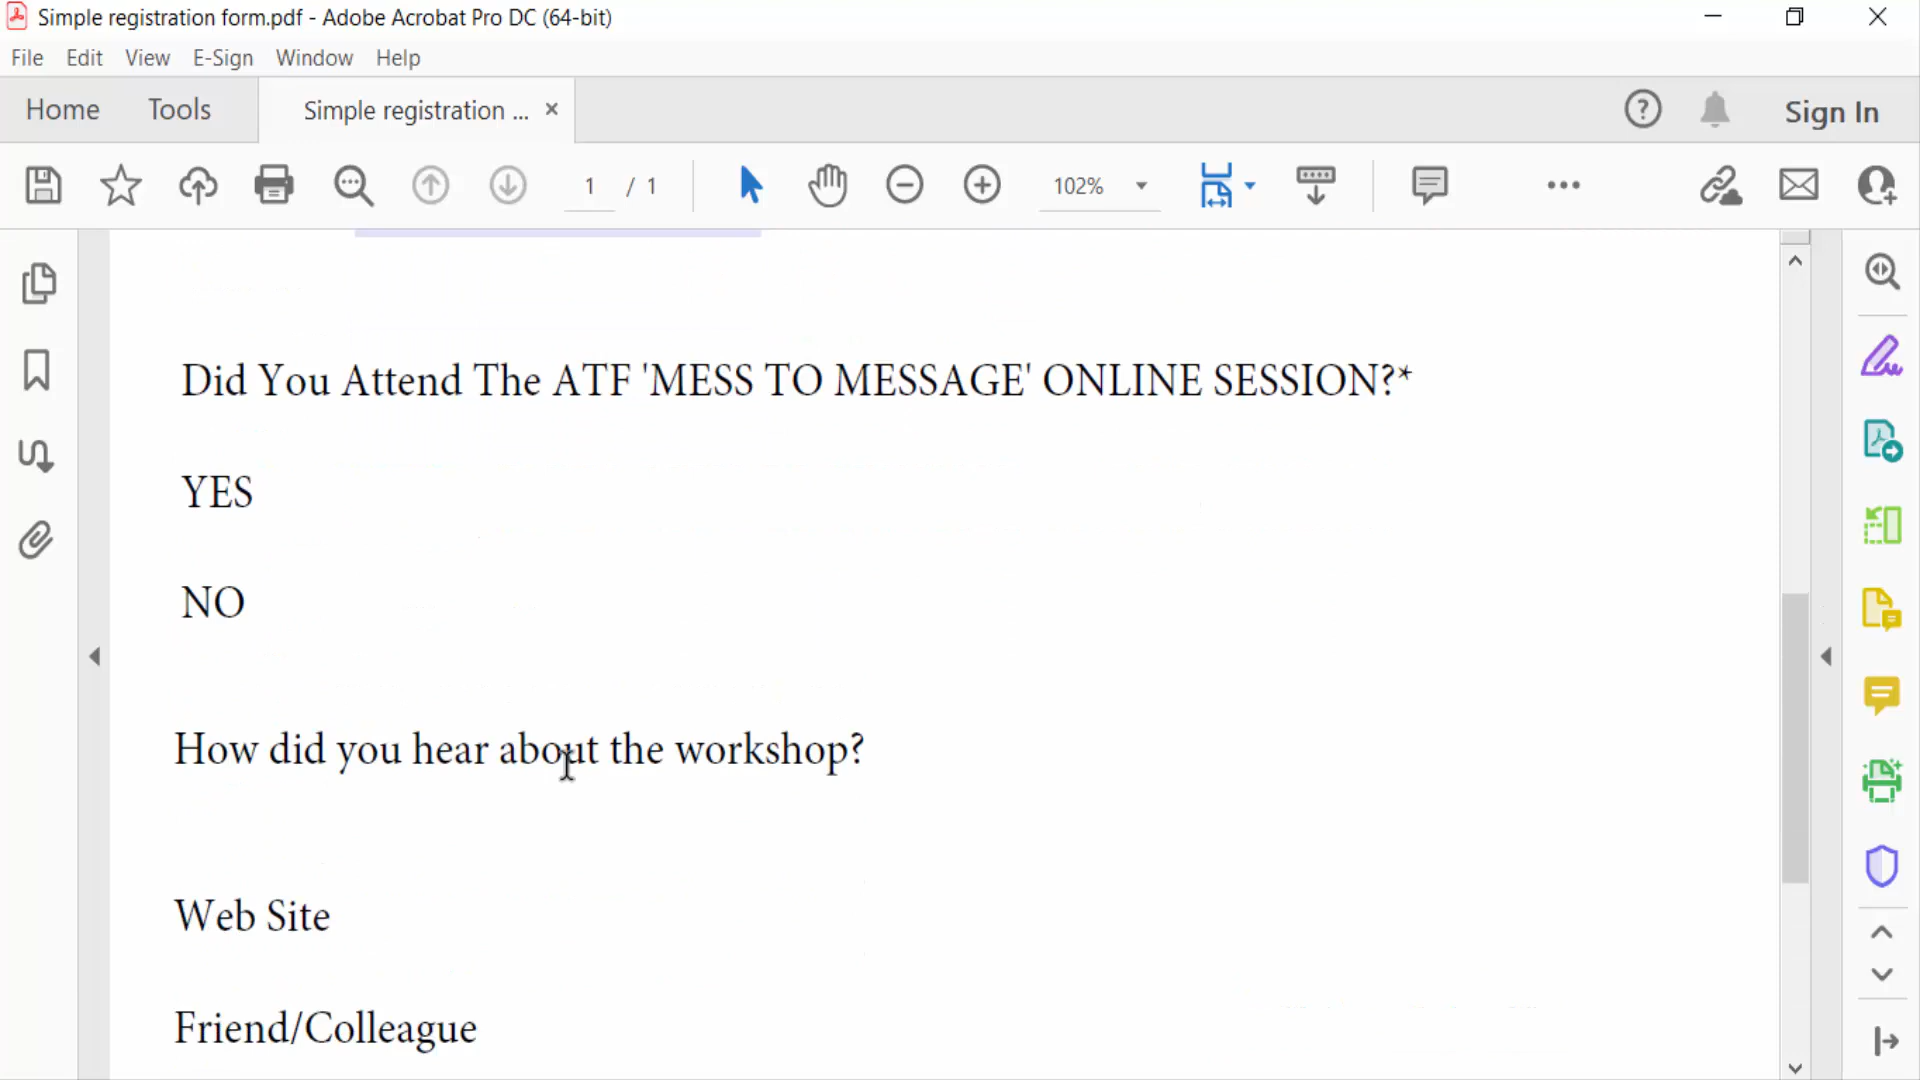 Simple registration form.pdf - Adobe Acrobat Pro DC (64-bit)
File Edit View E-Sign Window Help
Home Tools Simple registration ... × Sign In
1 / 1 102%
Did You Attend The ATF 'MESS TO MESSAGE' ONLINE SESSION?*
YES
NO
How did you hear about the workshop?
Web Site
Friend/Colleague